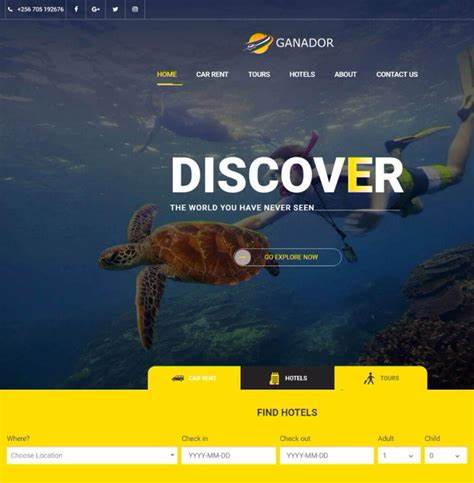 +256 705 192676
GANADOR
HOME CAR RENT TOURS HOTELS ABOUT CONTACT US
DISCOVER
THE WORLD YOU HAVE NEVER SEEN
GO EXPLORE NOW
CAR RENT HOTELS TOURS
FIND HOTELS
Where? Check in Check out Adult Child
Choose Location YYYY-MM-DD YYYY-MM-DD 1 0